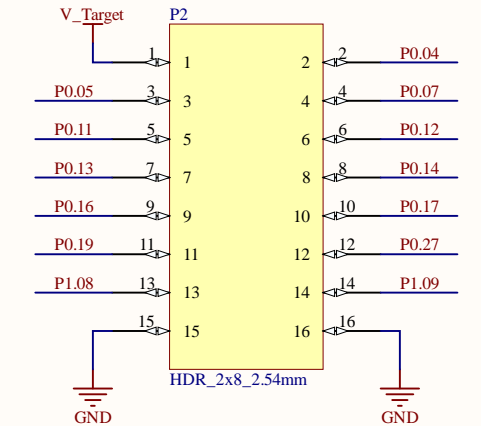 V_Target P2
1 1 2 2 P0.04
P0.05 3 3 4 4 P0.07
P0.11 5 5 6 6 P0.12
P0.13 7 7 8 8 P0.14
P0.16 9 9 10 10 P0.17
P0.19 11 11 12 12 P0.27
P1.08 13 13 14 14 P1.09
15 15 16 16
HDR_2x8_2.54mm
GND GND